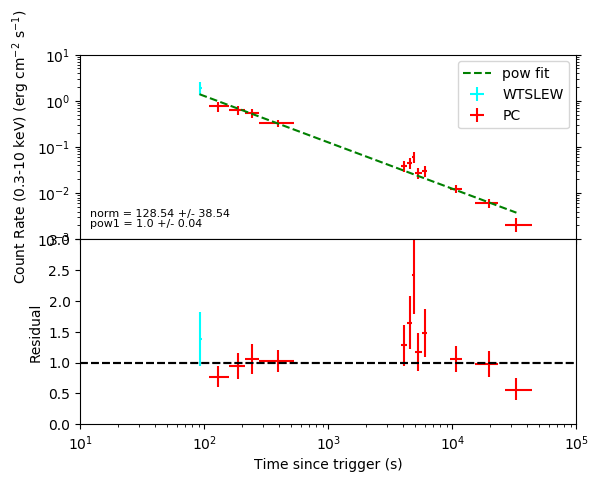 Count Rate (0.3-10 keV) (erg cm⁻² s⁻¹)
10¹
10⁰
10⁻¹
10⁻²
10⁻³
pow fit
WTSLEW
PC
norm = 128.54 +/- 38.54
pow1 = 1.0 +/- 0.04
Residual
3.0
2.5
2.0
1.5
1.0
0.5
0.0
10¹ 10² 10³ 10⁴ 10⁵
Time since trigger (s)